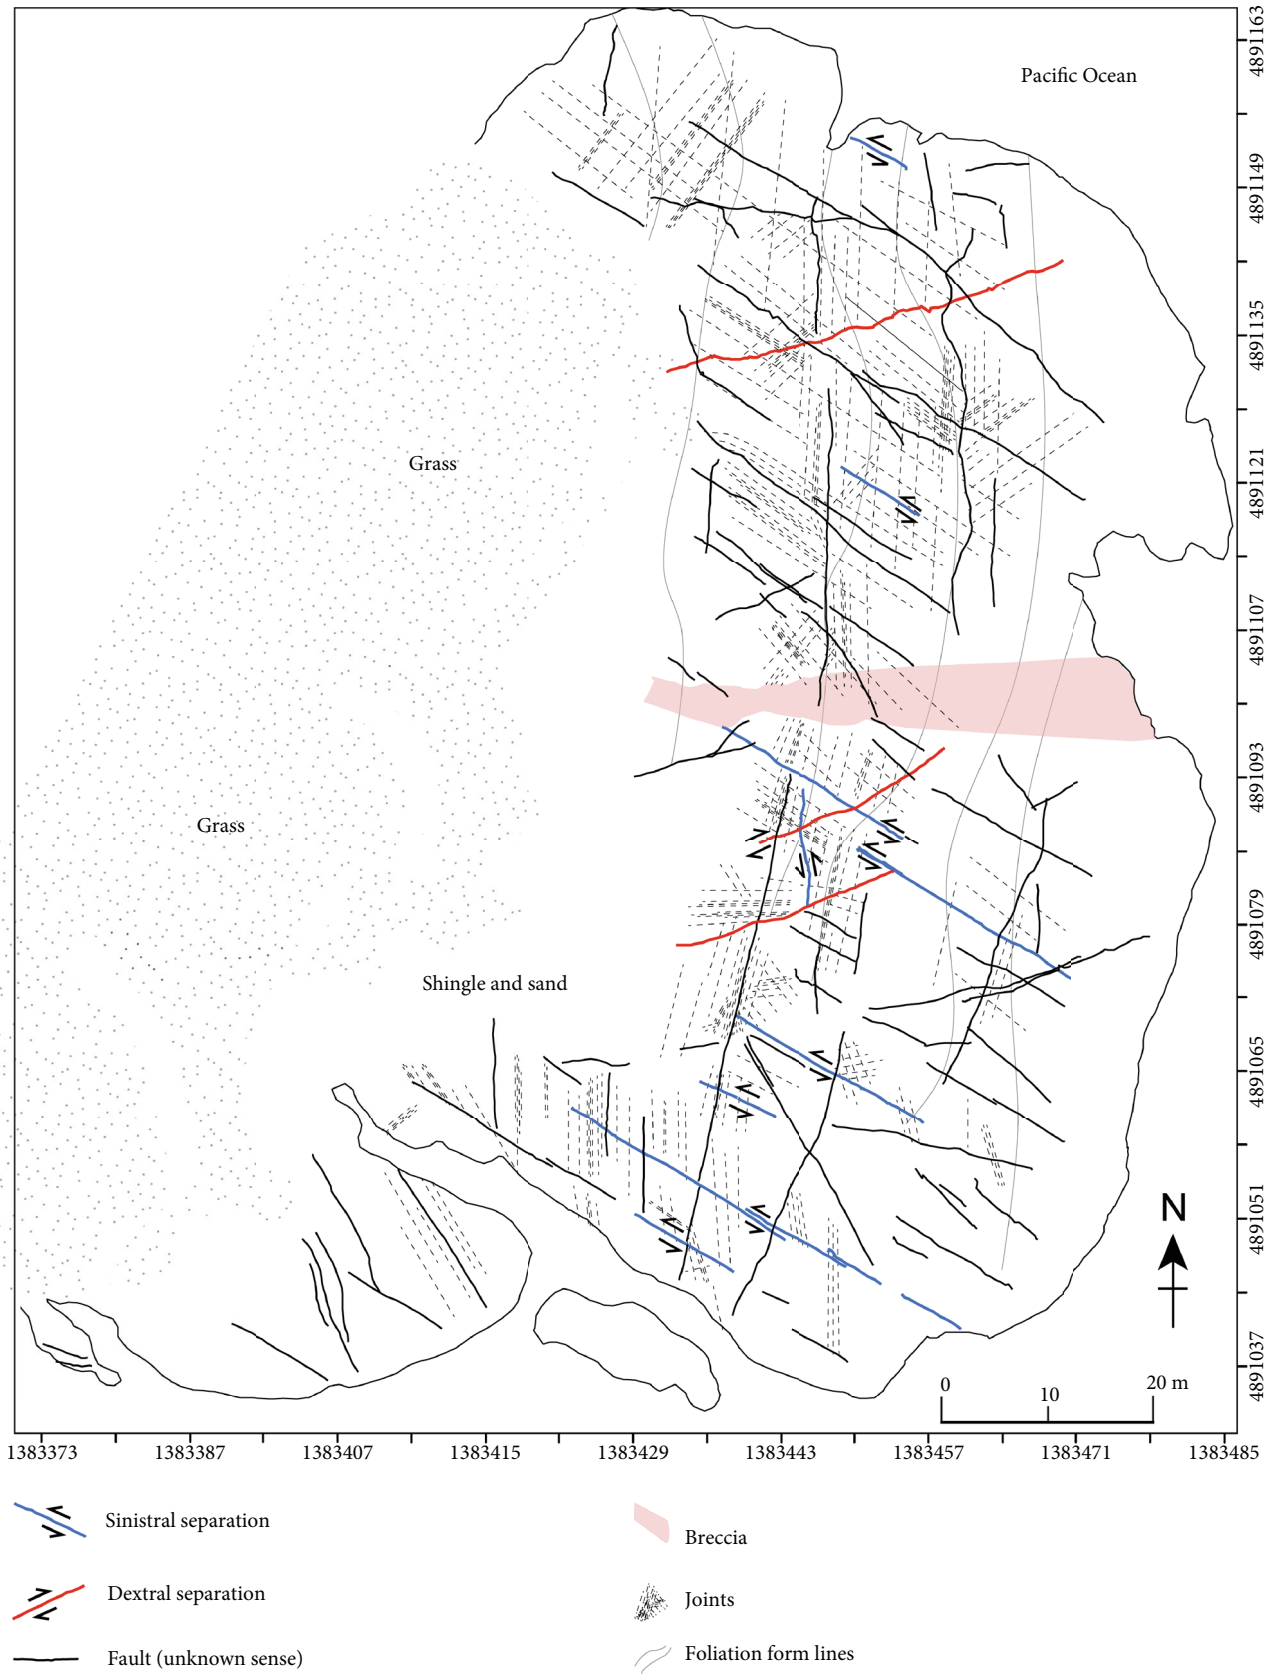 Pacific Ocean
4891163
4891149
4891135
4891121
4891107
4891093
4891079
4891065
4891051
4891037
Grass
Grass
Shingle and sand
N
0 10 20 m
1383373 1383387 1383407 1383415 1383429 1383443 1383457 1383471 1383485
Sinistral separation
Dextral separation
Fault (unknown sense)
Breccia
Joints
Foliation form lines